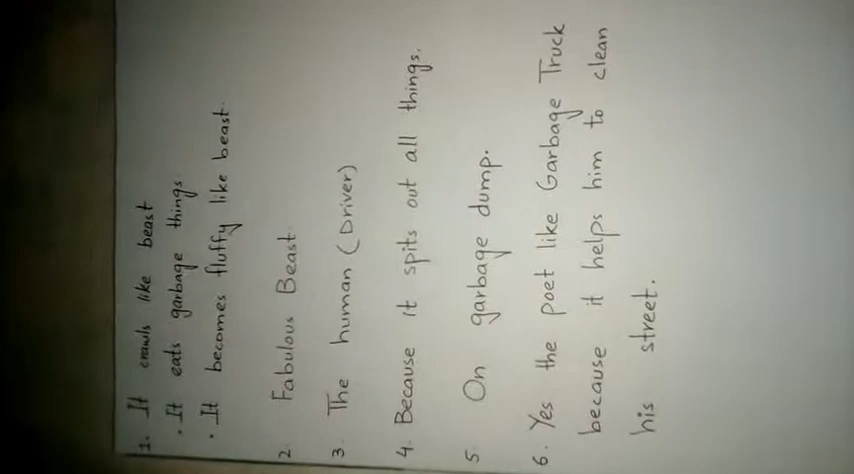 1. It crawls like beast
· It eats garbage things
· It becomes fluffy like beast.
2. Fabulous Beast.
3. The human (Driver)
4. Because it spits out all things.
5. On garbage dump.
6. Yes the poet like Garbage Truck
because it helps him to clean
his street.